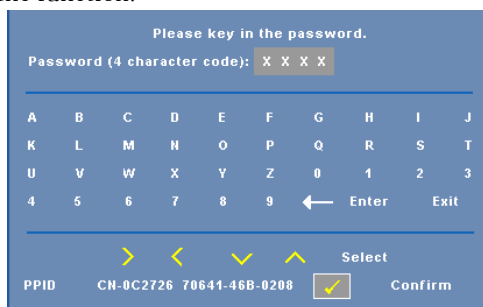 Please key in the password.
Password (4 character code): X X X X
A B C D E F G H I J
K L M N O P Q R S T
U V W X Y Z 0 1 2 3
4 5 6 7 8 9 Enter Exit
Select
PPID CN-0C2726 70641-46B-0208 Confirm